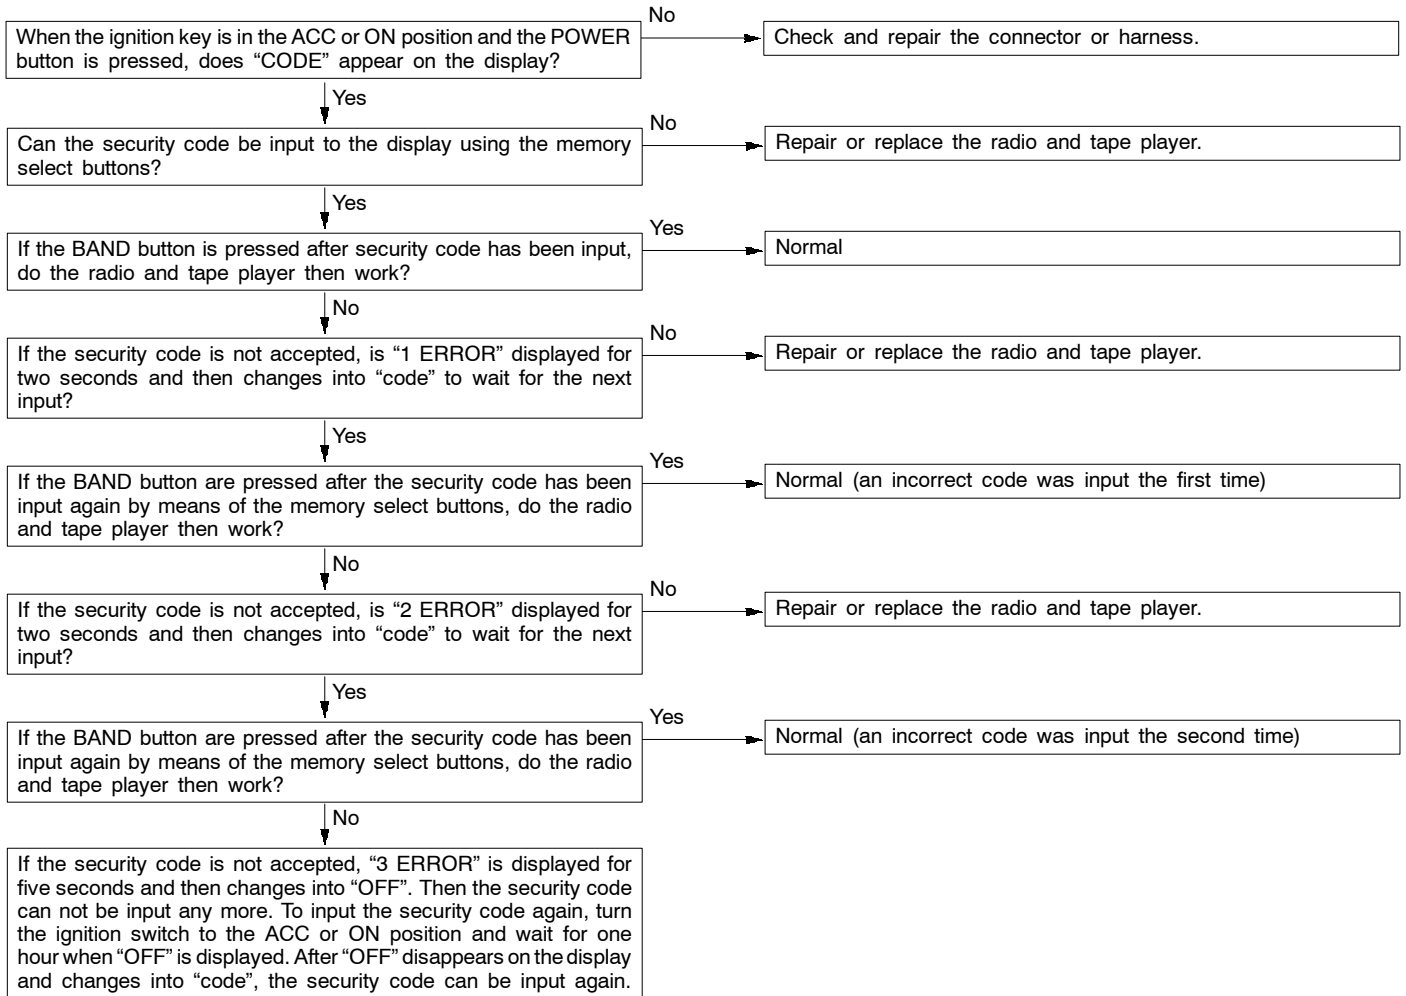 When the ignition key is in the ACC or ON position and the POWER
button is pressed, does “CODE” appear on the display?
No
Check and repair the connector or harness.
Yes
Can the security code be input to the display using the memory
select buttons?
No
Repair or replace the radio and tape player.
Yes
If the BAND button is pressed after security code has been input,
do the radio and tape player then work?
Yes
Normal
No
If the security code is not accepted, is “1 ERROR” displayed for
two seconds and then changes into “code” to wait for the next
input?
No
Repair or replace the radio and tape player.
Yes
If the BAND button are pressed after the security code has been
input again by means of the memory select buttons, do the radio
and tape player then work?
Yes
Normal (an incorrect code was input the first time)
No
If the security code is not accepted, is “2 ERROR” displayed for
two seconds and then changes into “code” to wait for the next
input?
No
Repair or replace the radio and tape player.
Yes
If the BAND button are pressed after the security code has been
input again by means of the memory select buttons, do the radio
and tape player then work?
Yes
Normal (an incorrect code was input the second time)
No
If the security code is not accepted, “3 ERROR” is displayed for
five seconds and then changes into “OFF”. Then the security code
can not be input any more. To input the security code again, turn
the ignition switch to the ACC or ON position and wait for one
hour when “OFF” is displayed. After “OFF” disappears on the display
and changes into “code”, the security code can be input again.